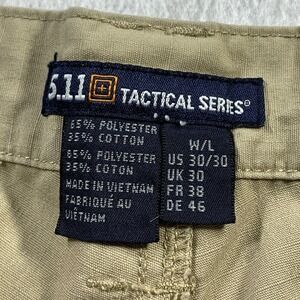 5.11 TACTICAL SERIES®
65% POLYESTER
35% COTTON
65% POLYESTER
35% COTON
MADE IN VIETNAM
FABRIQUÉ AU
VIÊTNAM
W/L
US 30/30
UK 30
FR 38
DE 46